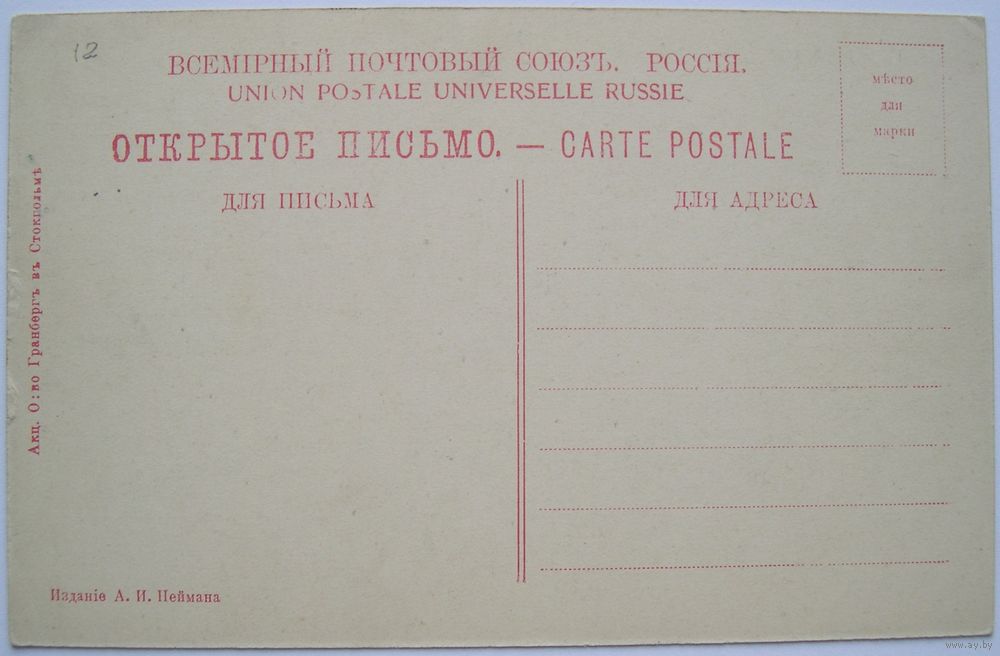 12
ВСЕМІРНЫЙ ПОЧТОВЫЙ СОЮЗЪ. РОССІЯ.
UNION POSTALE UNIVERSELLE RUSSIE
ОТКРЫТОЕ ПИСЬМО. — CARTE POSTALE
мѣсто
для
марки
ДЛЯ ПИСЬМА
ДЛЯ АДРЕСА
Акц. О:во Гранбергъ въ Стокгольмѣ
Изданіе А. И. Неймана
www.ay.by